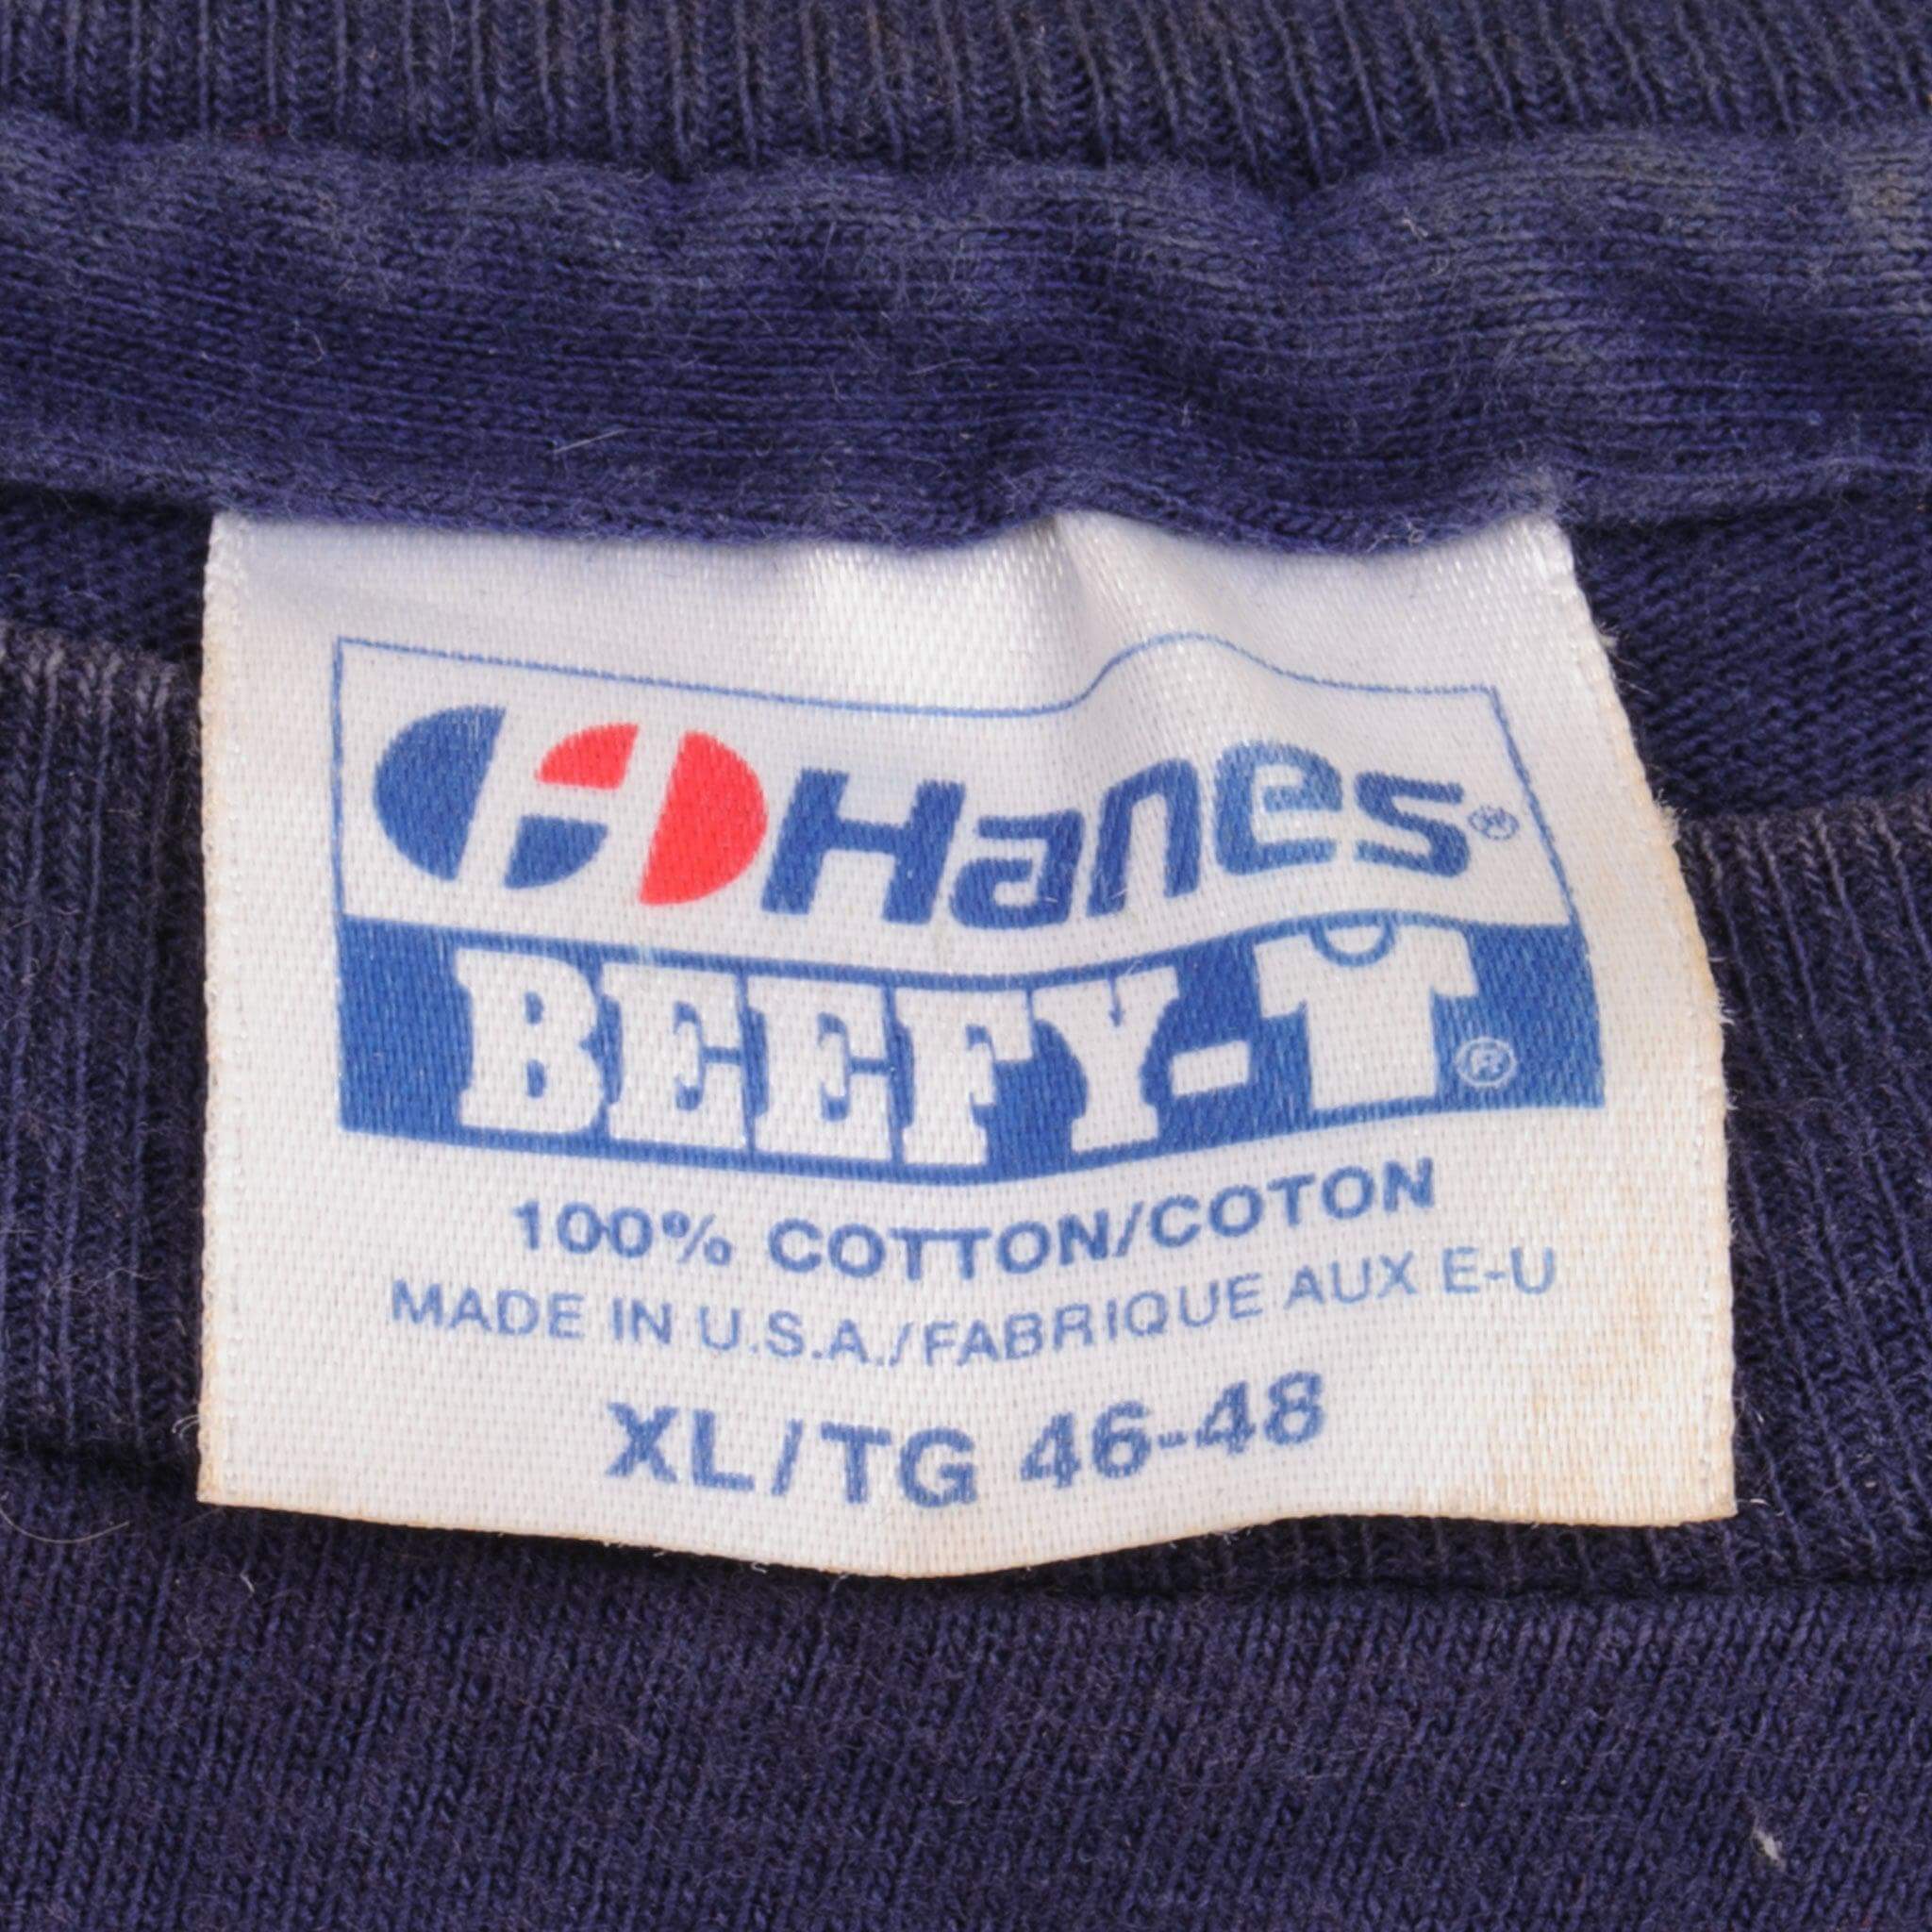 Hanes®
BEEFY-T®
100% COTTON/COTON
MADE IN U.S.A./FABRIQUE AUX E-U
XL/TG 46-48